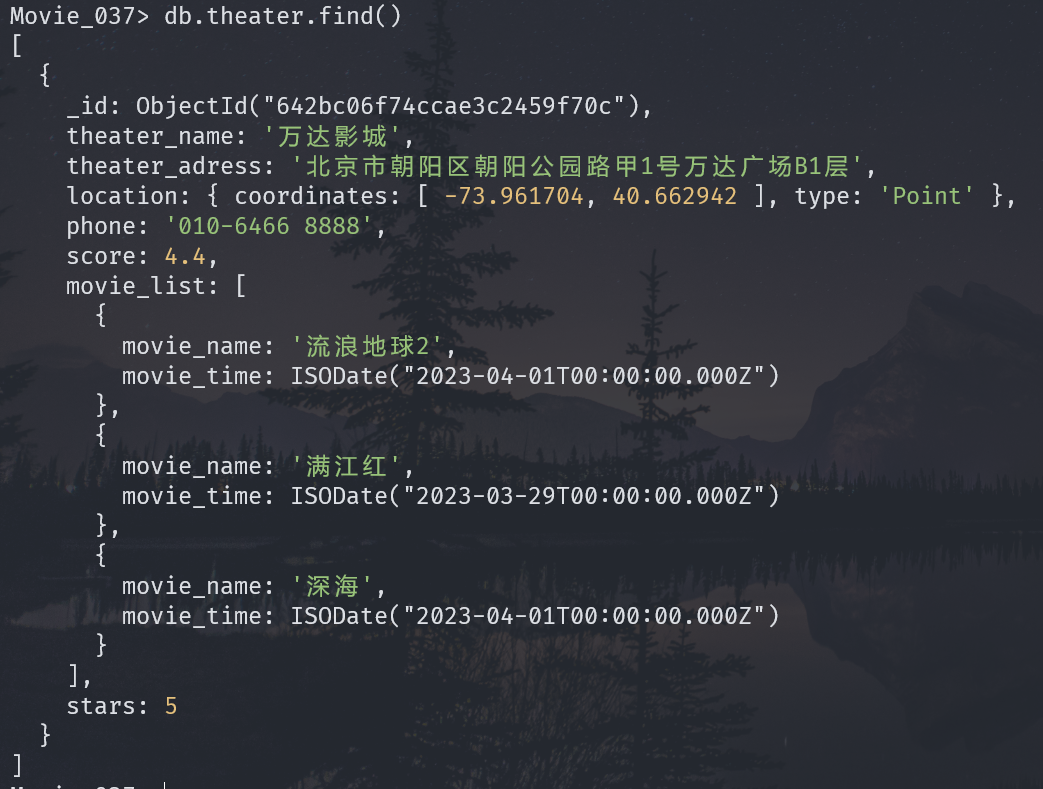 Movie_037> db.theater.find()
[
  {
    _id: ObjectId("642bc06f74ccae3c2459f70c"),
    theater_name: '万达影城',
    theater_adress: '北京市朝阳区朝阳公园路甲1号万达广场B1层',
    location: { coordinates: [ -73.961704, 40.662942 ], type: 'Point' },
    phone: '010-6466 8888',
    score: 4.4,
    movie_list: [
      {
        movie_name: '流浪地球2',
        movie_time: ISODate("2023-04-01T00:00:00.000Z")
      },
      {
        movie_name: '满江红',
        movie_time: ISODate("2023-03-29T00:00:00.000Z")
      },
      {
        movie_name: '深海',
        movie_time: ISODate("2023-04-01T00:00:00.000Z")
      }
    ],
    stars: 5
  }
]